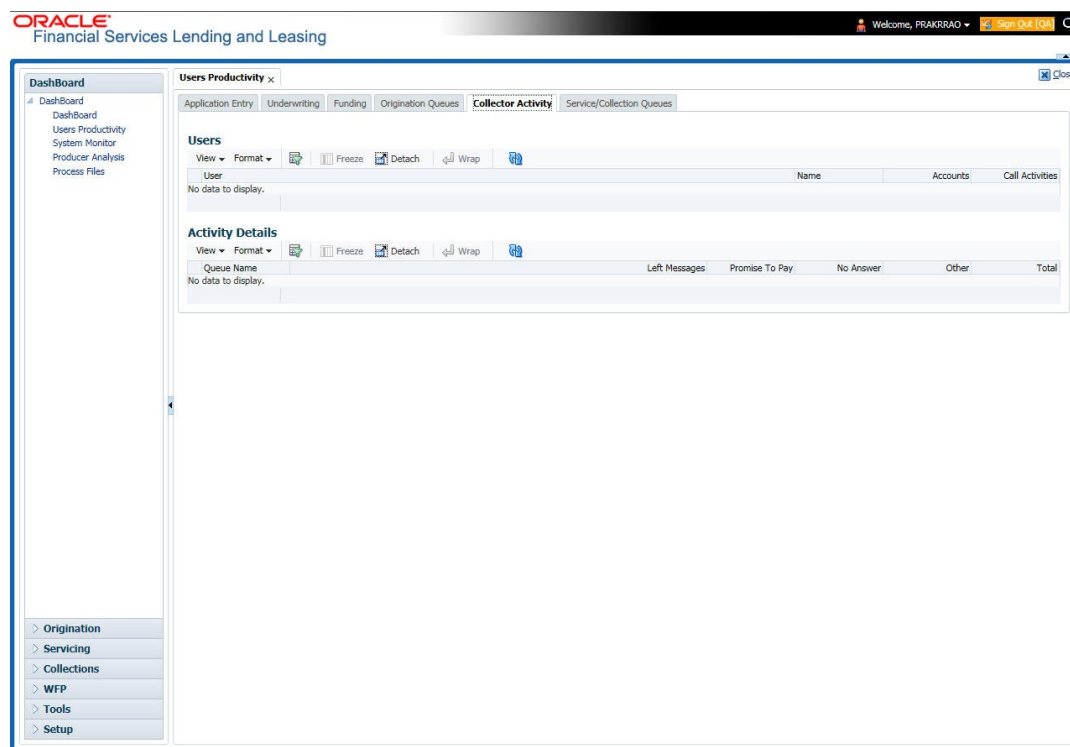 ORACLE
Financial Services Lending and Leasing
Welcome, PRAKRRAO
Sign Out [QA]
DashBoard
DashBoard
DashBoard
Users Productivity
System Monitor
Producer Analysis
Process Files
Origination
Servicing
Collections
WFP
Tools
Setup
Users Productivity
Clos
Application Entry Underwriting Funding Origination Queues Collector Activity Service/Collection Queues
Users
View Format Freeze Detach Wrap
User Name Accounts Call Activities
No data to display.
Activity Details
View Format Freeze Detach Wrap
Queue Name Left Messages Promise To Pay No Answer Other Total
No data to display.